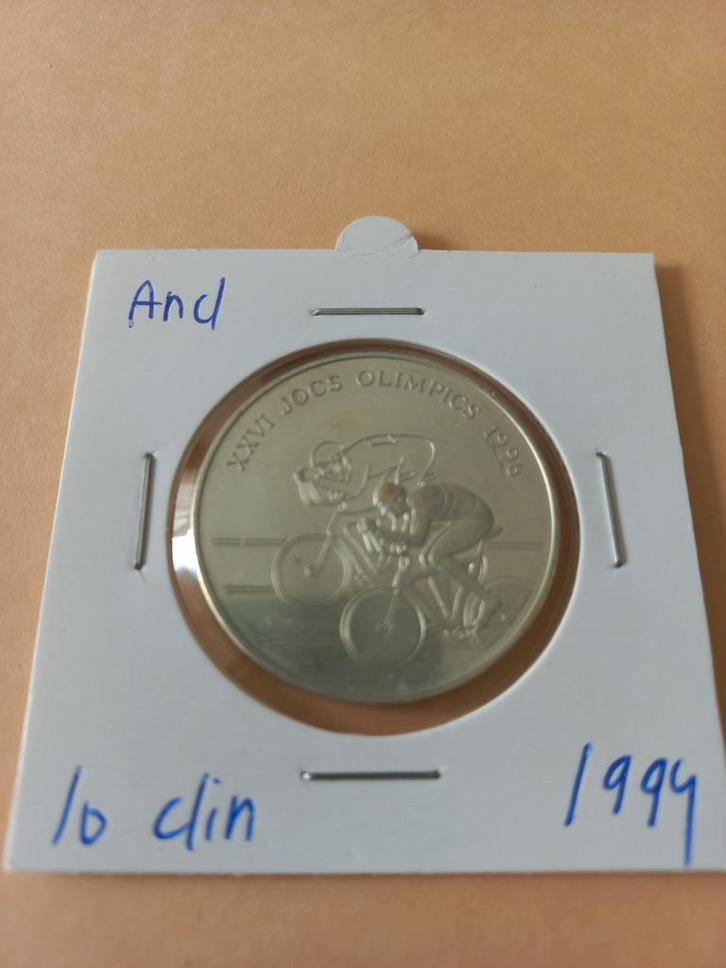 And
XXVI JOCS OLIMPICS 1996
10 din
1994